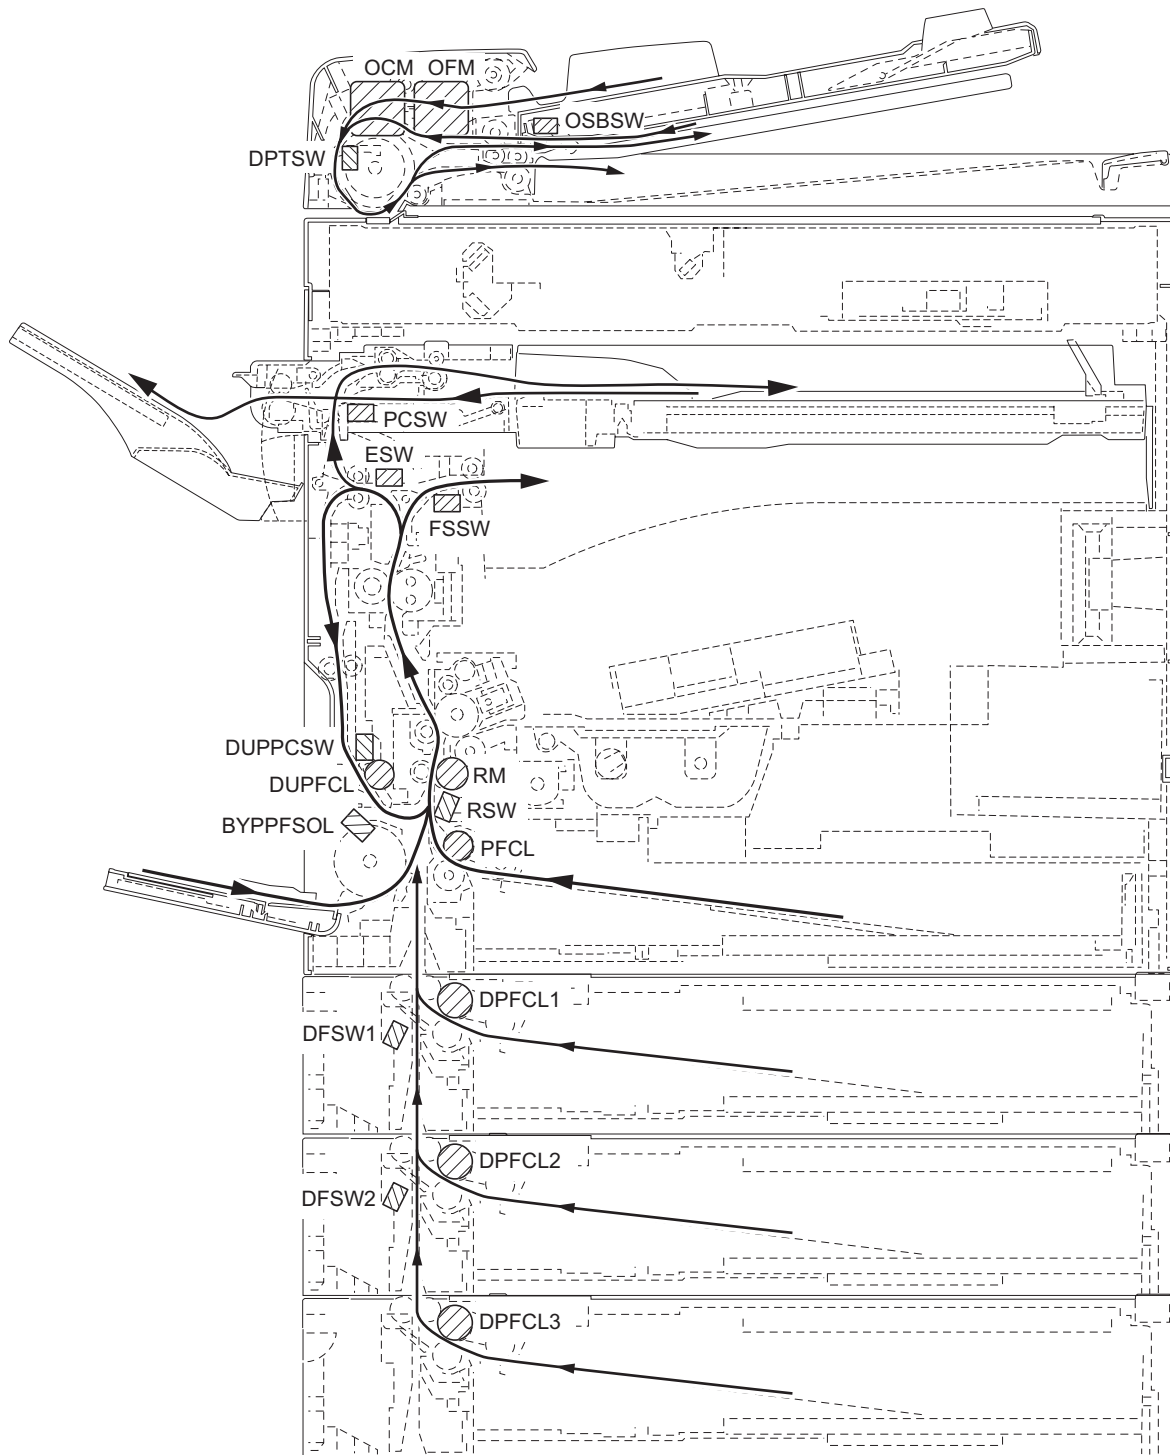 OCM OFM
OSBSW
DPTSW
PCSW
ESW
FSSW
DUPPCSW
DUPFCL
RM
RSW
BYPPFSOL
PFCL
DPFCL1
DFSW1
DPFCL2
DFSW2
DPFCL3